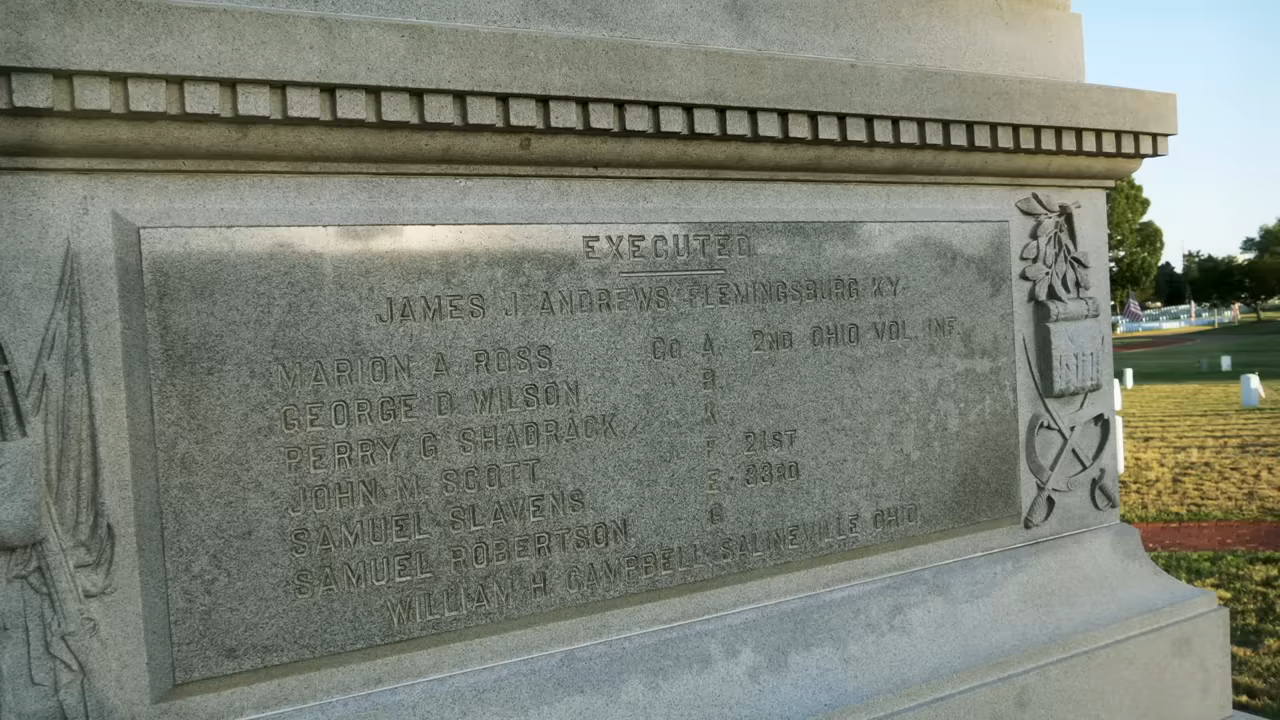 EXECUTED
JAMES J. ANDREWS FLEMINGSBURG KY.
MARION A. ROSS Co A. 2ND OHIO VOL. INF.
GEORGE D. WILSON B.
PERRY G. SHADRACK K.
JOHN M. SCOTT F. 21ST
SAMUEL SLAVENS E. 33RD
SAMUEL ROBERTSON G
WILLIAM H. CAMPBELL SALINEVILLE OHIO